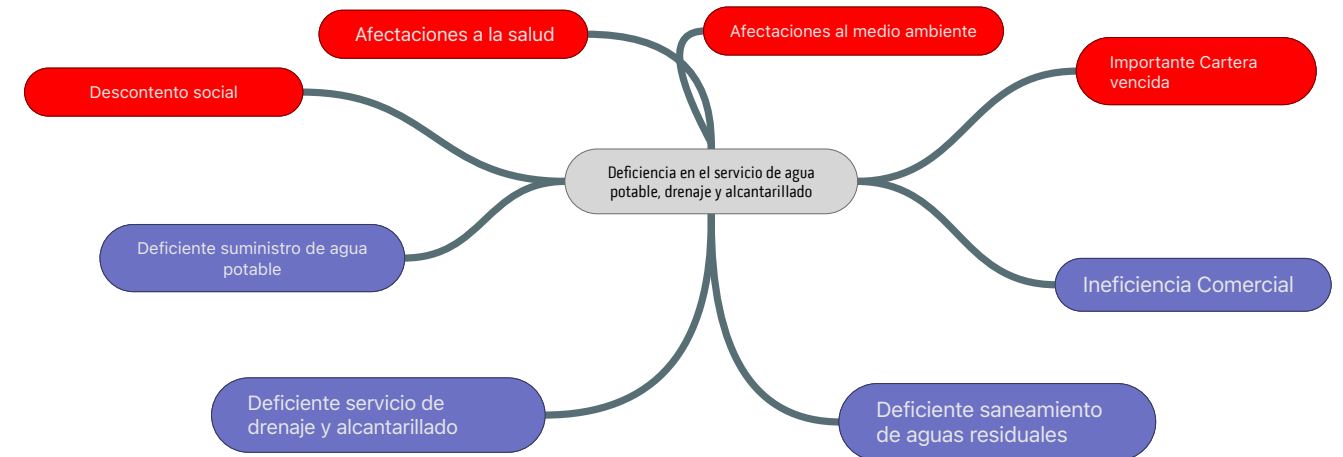 Afectaciones a la salud
Afectaciones al medio ambiente
Importante Cartera
vencida
Descontento social
Deficiencia en el servicio de agua
potable, drenaje y alcantarillado
Deficiente suministro de agua
potable
Ineficiencia Comercial
Deficiente servicio de
drenaje y alcantarillado
Deficiente saneamiento
de aguas residuales